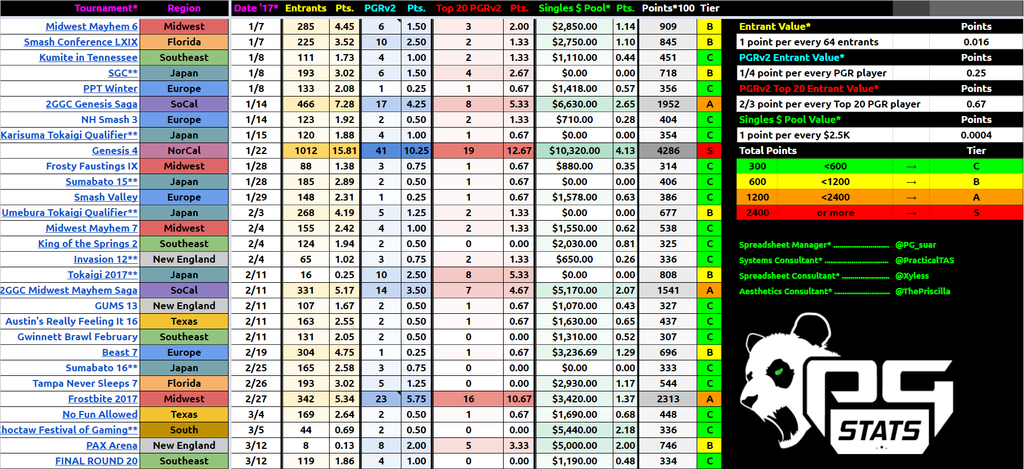 Tournament* Region Date '17* Entrants Pts. PGRv2 Pts. Top 20 PGRv2 Pts. Singles $ Pool* Pts. Points*100 Tier
Midwest Mayhem 6 Midwest 1/7 285 4.45 6 1.50 3 2.00 $2,850.00 1.14 909 B
Smash Conference LXIX Florida 1/7 225 3.52 10 2.50 2 1.33 $2,750.00 1.10 845 B
Kumite in Tennessee Southeast 1/8 111 1.73 4 1.00 2 1.33 $1,110.00 0.44 451 C
SGC** Japan 1/8 193 3.02 6 1.50 4 2.67 $0.00 0.00 718 B
PPT Winter Europe 1/8 133 2.08 1 0.25 1 0.67 $1,418.00 0.57 356 C
2GGC Genesis Saga SoCal 1/14 466 7.28 17 4.25 8 5.33 $6,630.00 2.65 1952 A
NH Smash 3 Europe 1/14 123 1.92 2 0.50 2 1.33 $710.00 0.28 404 C
Karisuma Tokaigi Qualifier** Japan 1/15 120 1.88 4 1.00 1 0.67 $0.00 0.00 354 C
Genesis 4 NorCal 1/22 1012 15.81 41 10.25 19 12.67 $10,320.00 4.13 4286 S
Frosty Faustings IX Midwest 1/28 88 1.38 3 0.75 1 0.67 $880.00 0.35 314 C
Sumabato 15** Japan 1/28 185 2.89 2 0.50 1 0.67 $0.00 0.00 406 C
Smash Valley Europe 1/29 148 2.31 1 0.25 1 0.67 $1,578.00 0.63 386 C
Umebura Tokaigi Qualifier** Japan 2/3 268 4.19 5 1.25 2 1.33 $0.00 0.00 677 B
Midwest Mayhem 7 Midwest 2/4 155 2.42 4 1.00 2 1.33 $1,550.00 0.62 538 C
King of the Springs 2 Southeast 2/4 124 1.94 2 0.50 0 0.00 $2,030.00 0.81 325 C
Invasion 12** New England 2/4 65 1.02 3 0.75 2 1.33 $650.00 0.26 336 C
Tokaigi 2017** Japan 2/11 16 0.25 10 2.50 8 5.33 $0.00 0.00 808 B
2GGC Midwest Mayhem Saga SoCal 2/11 331 5.17 14 3.50 7 4.67 $5,170.00 2.07 1541 A
GUMS 13 New England 2/11 107 1.67 2 0.50 1 0.67 $1,070.00 0.43 327 C
Austin's Really Feeling It 16 Texas 2/11 163 2.55 2 0.50 1 0.67 $1,630.00 0.65 437 C
Gwinnett Brawl February Southeast 2/11 131 2.05 2 0.50 0 0.00 $1,310.00 0.52 307 C
Beast 7 Europe 2/19 304 4.75 1 0.25 1 0.67 $3,236.69 1.29 696 B
Sumabato 16** Japan 2/25 165 2.58 3 0.75 0 0.00 $0.00 0.00 333 C
Tampa Never Sleeps 7 Florida 2/26 193 3.02 5 1.25 0 0.00 $2,930.00 1.17 544 C
Frostbite 2017 Midwest 2/27 342 5.34 23 5.75 16 10.67 $3,420.00 1.37 2313 A
No Fun Allowed Texas 3/4 169 2.64 2 0.50 1 0.67 $1,690.00 0.68 448 C
Choctaw Festival of Gaming** South 3/5 44 0.69 2 0.50 0 0.00 $5,440.00 2.18 336 C
PAX Arena New England 3/12 8 0.13 8 2.00 5 3.33 $5,000.00 2.00 746 B
FINAL ROUND 20 Southeast 3/12 119 1.86 4 1.00 0 0.00 $1,190.00 0.48 334 C
Entrant Value* Points
1 point per every 64 entrants 0.016
PGRv2 Entrant Value* Points
1/4 point per every PGR player 0.25
PGRv2 Top 20 Entrant Value* Points
2/3 point per every Top 20 PGR player 0.67
Singles $ Pool Value* Points
1 point per every $2.5K 0.0004
Total Points Tier
300 <600 → C
600 <1200 → B
1200 <2400 → A
2400 or more → S
Spreadsheet Manager* .......................... @PG_suar
Systems Consultant* .......................... @PracticalTAS
Spreadsheet Consultant* .......................... @Xyless
Aesthetics Consultant* .......................... @ThePriscilla
PG
STATS